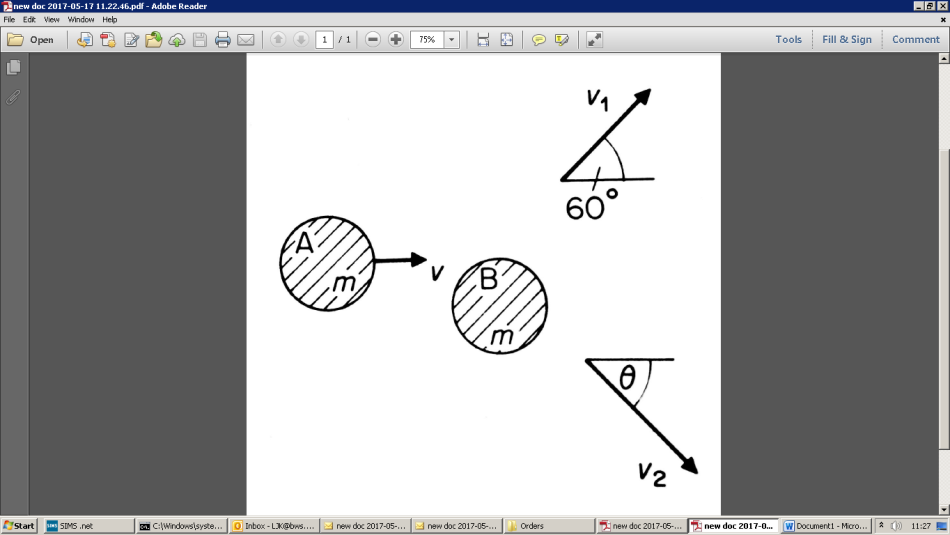 new doc 2017-05-17 11.22.46.pdf - Adobe Reader
File Edit View Window Help
Open 1 / 1 75% Tools Fill & Sign Comment
v1
60°
A
m
v
B
m
θ
v2
Start SIMS .net C:\Windows\syste... Inbox - LJK@bws.... new doc 2017-05-... new doc 2017-05-... Orders new doc 2017-05-... new doc 2017-0... Document1 - Micro... 11:27